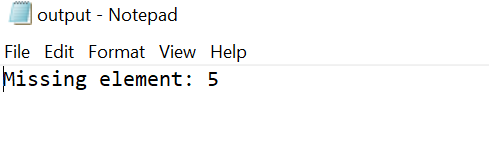 output - Notepad
File Edit Format View Help
Missing element: 5